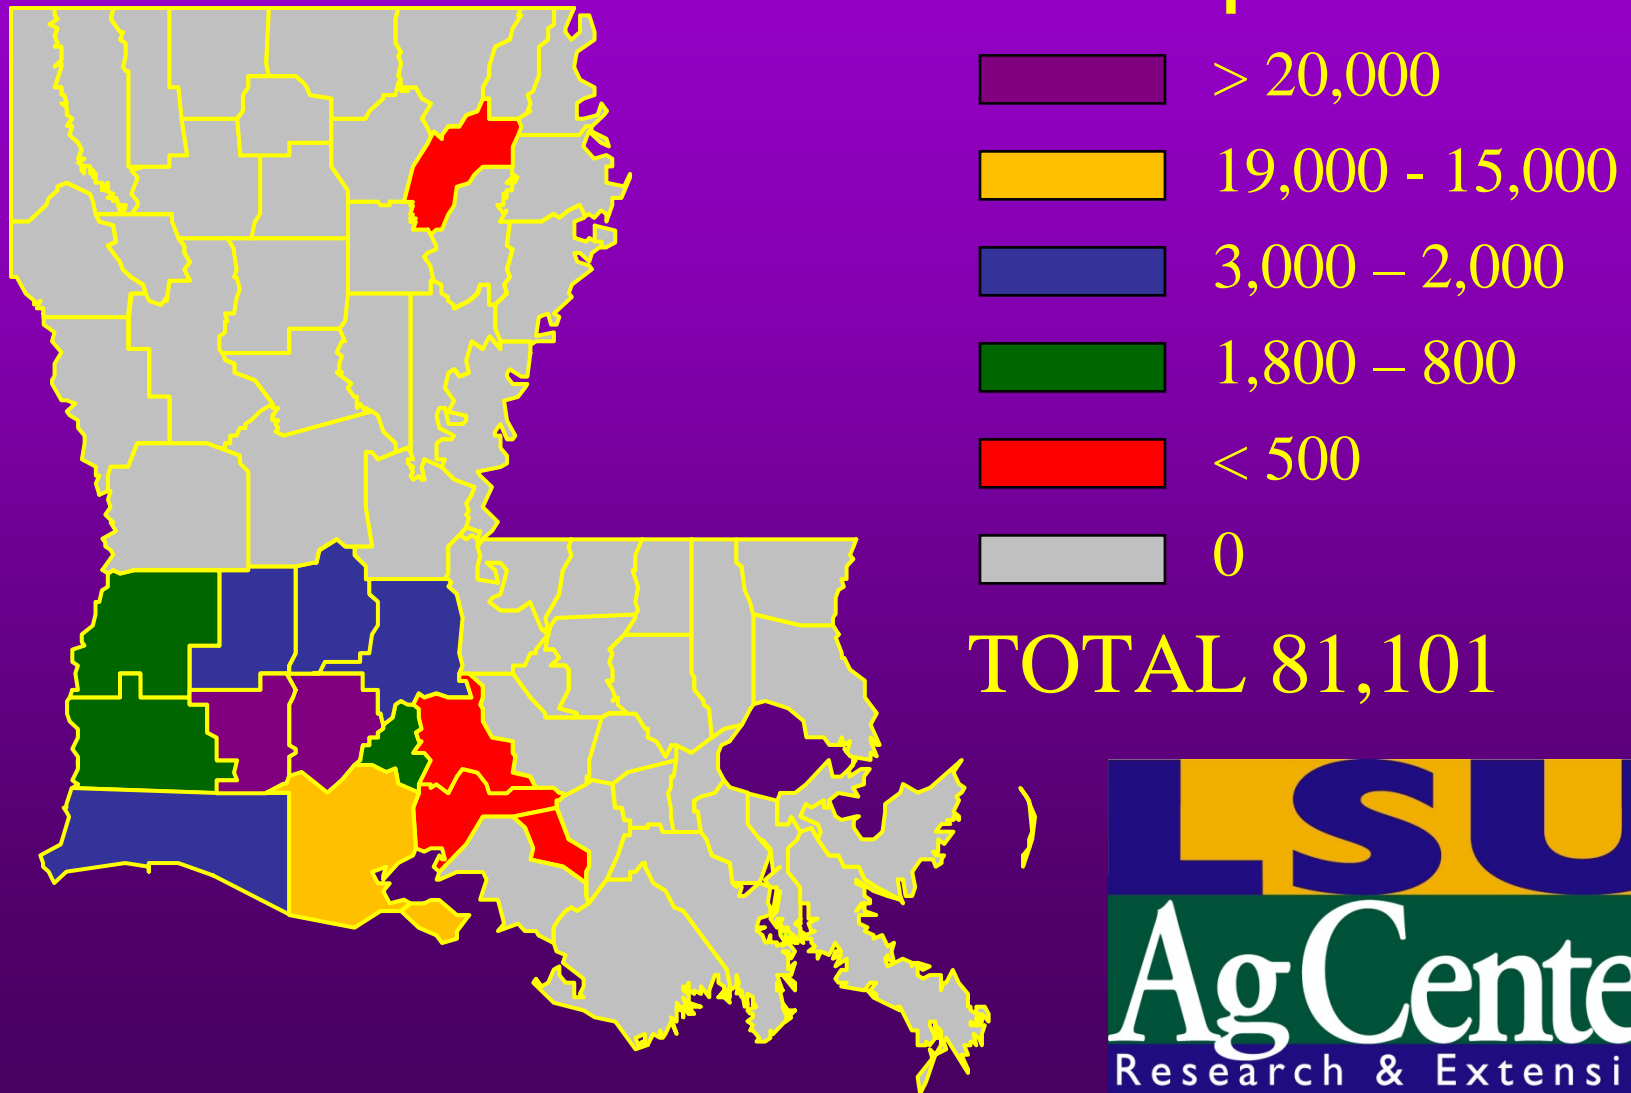 > 20,000
19,000 - 15,000
3,000 – 2,000
1,800 – 800
< 500
0
TOTAL 81,101
LSU
AgCente
Research & Extensi